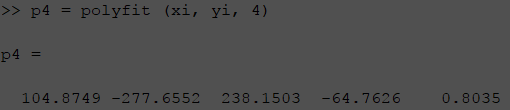 >> p4 = polyfit (xi, yi, 4)
p4 =
104.8749 -277.6552 238.1503 -64.7626 0.8035